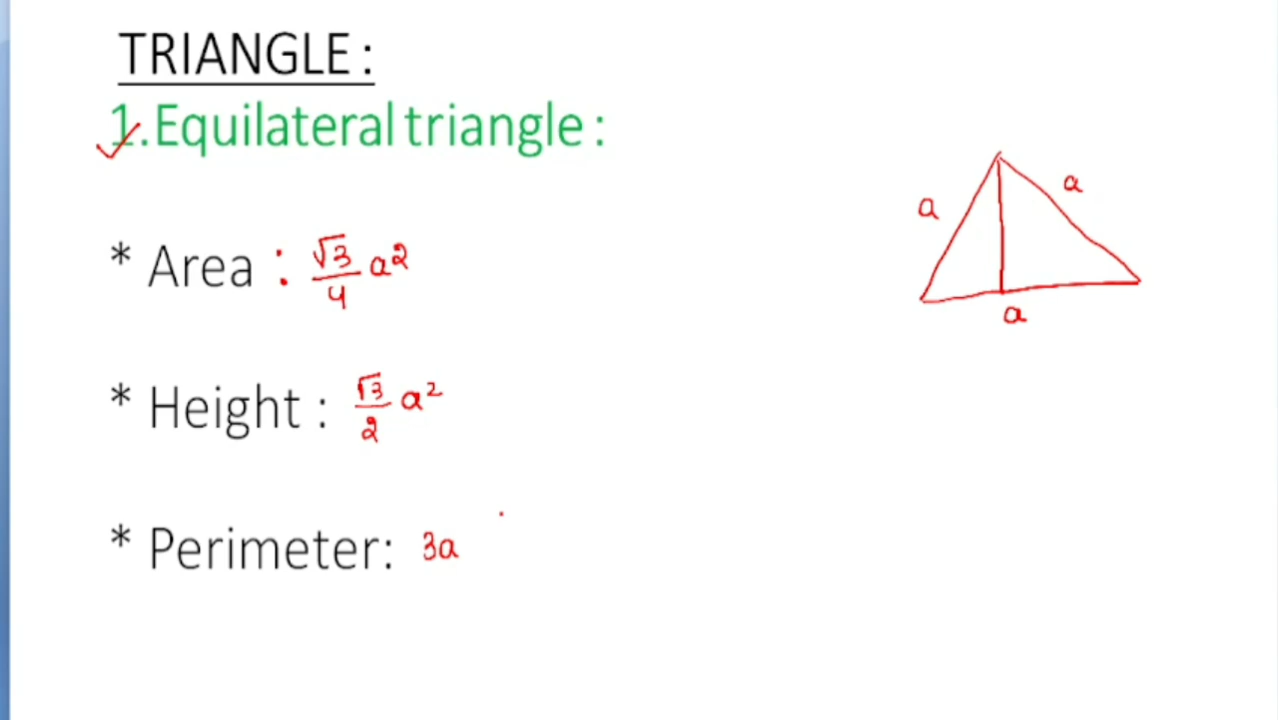 TRIANGLE :
1.Equilateral triangle :
a
a
* Area : √3/4 a²
a
* Height : √3/2 a²
* Perimeter: 3a